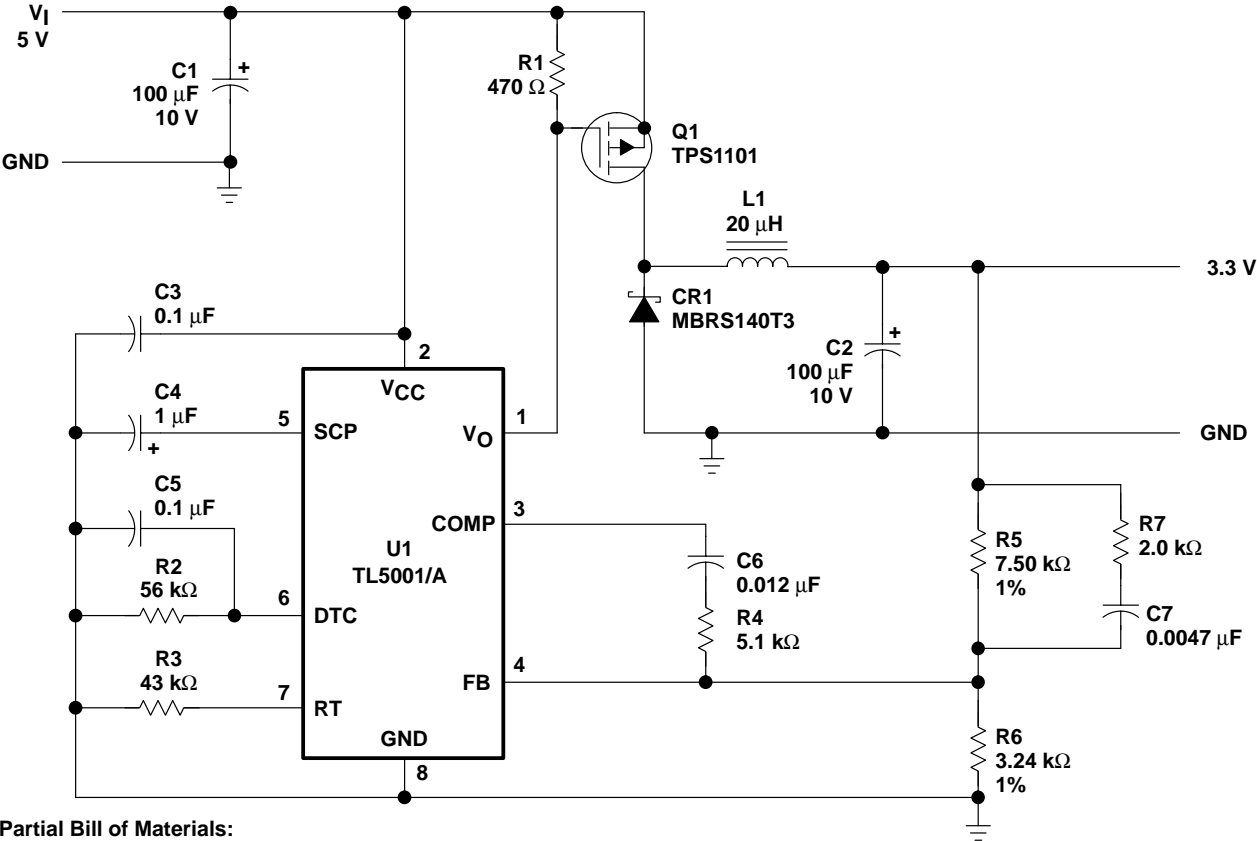 VI
5 V
C1
100 μF
10 V
+
GND
R1
470 Ω
Q1
TPS1101
L1
20 μH
3.3 V
CR1
MBRS140T3
C2
100 μF
10 V
+
GND
C3
0.1 μF
C4
1 μF
+
C5
0.1 μF
R2
56 kΩ
R3
43 kΩ
2
VCC
5
SCP
1
VO
3
COMP
U1
TL5001/A
6
DTC
4
FB
7
RT
GND
8
C6
0.012 μF
R4
5.1 kΩ
R5
7.50 kΩ
1%
R7
2.0 kΩ
C7
0.0047 μF
R6
3.24 kΩ
1%
Partial Bill of Materials: